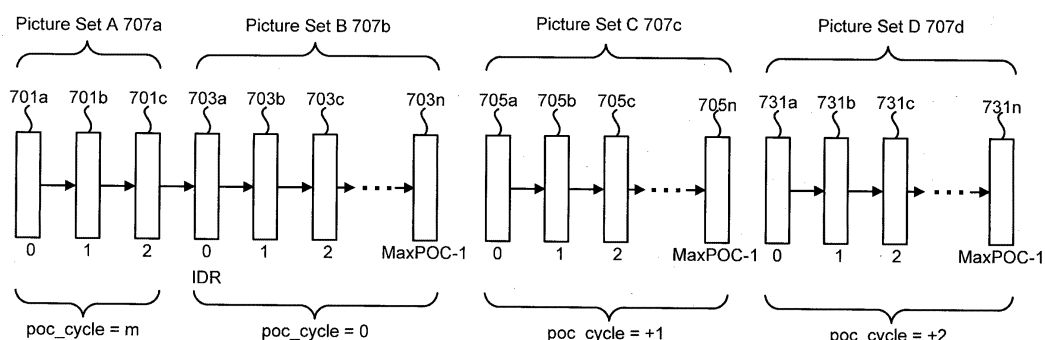 Picture Set A 707a Picture Set B 707b Picture Set C 707c Picture Set D 707d
701a 701b 701c 703a 703b 703c 703n 705a 705b 705c 705n 731a 731b 731c 731n
0 1 2 0 1 2 MaxPOC-1 0 1 2 MaxPOC-1 0 1 2 MaxPOC-1
IDR
poc_cycle = m poc_cycle = 0 poc_cycle = +1 poc_cycle = +2